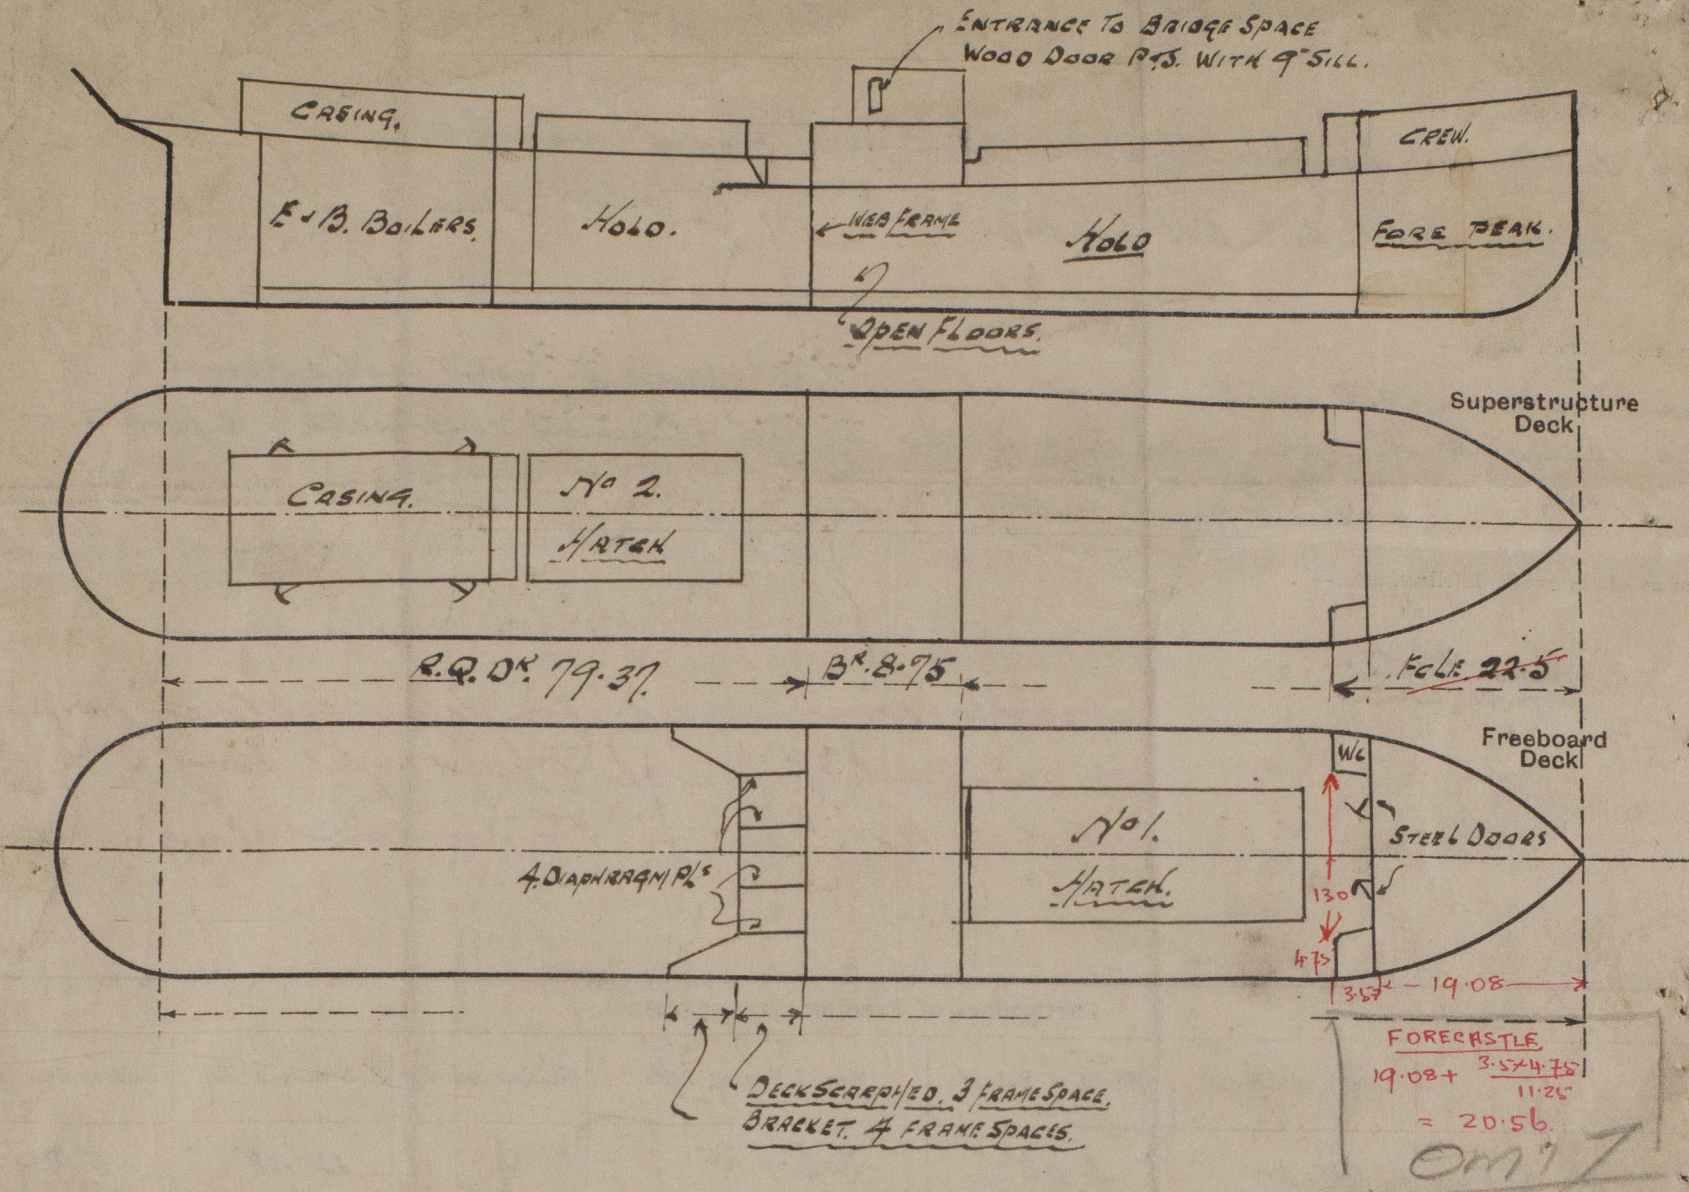 ENTRANCE TO BRIDGE SPACE
WOOD DOOR P&S. WITH 9" SILL.
CASING.
CREW.
E & B. BOILERS.
HOLD.
WEB FRAME
HOLD
FORE PEAK.
OPEN FLOORS.
Superstructure
Deck
CASING.
No 2.
HATCH
R.Q.DK. 79.37.
BR. 8.75
FCLE 22.5
Freeboard
Deck
WC
No 1.
STEEL DOORS
4. DIAPHRAGM PLS
HATCH.
130
4.75
3.57
19.08
FORECASTLE
19.08 + 3.5×4.75
11.25
= 20.56.
DECK SCARPHED. 3 FRAME SPACE.
BRACKET. 4 FRAME SPACES.